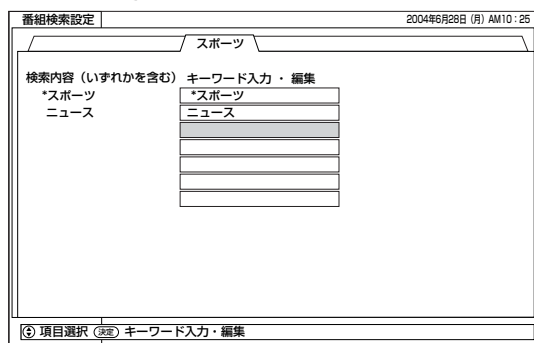 番組検索設定 2004年6月28日 (月) AM10：25
スポーツ
検索内容（いずれかを含む） キーワード入力 ・ 編集
*スポーツ *スポーツ
ニュース ニュース
項目選択 決定 キーワード入力・編集